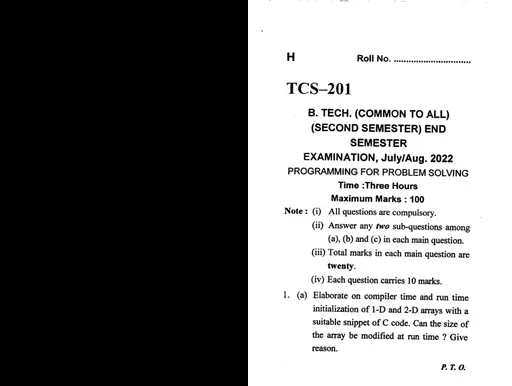 H Roll No. ...............................
TCS–201
B. TECH. (COMMON TO ALL)
(SECOND SEMESTER) END
SEMESTER
EXAMINATION, July/Aug. 2022
PROGRAMMING FOR PROBLEM SOLVING
Time :Three Hours
Maximum Marks : 100
Note : (i) All questions are compulsory.
(ii) Answer any two sub-questions among
(a), (b) and (c) in each main question.
(iii) Total marks in each main question are
twenty.
(iv) Each question carries 10 marks.
1. (a) Elaborate on compiler time and run time
initialization of 1-D and 2-D arrays with a
suitable snippet of C code. Can the size of
the array be modified at run time ? Give
reason.
P. T. O.